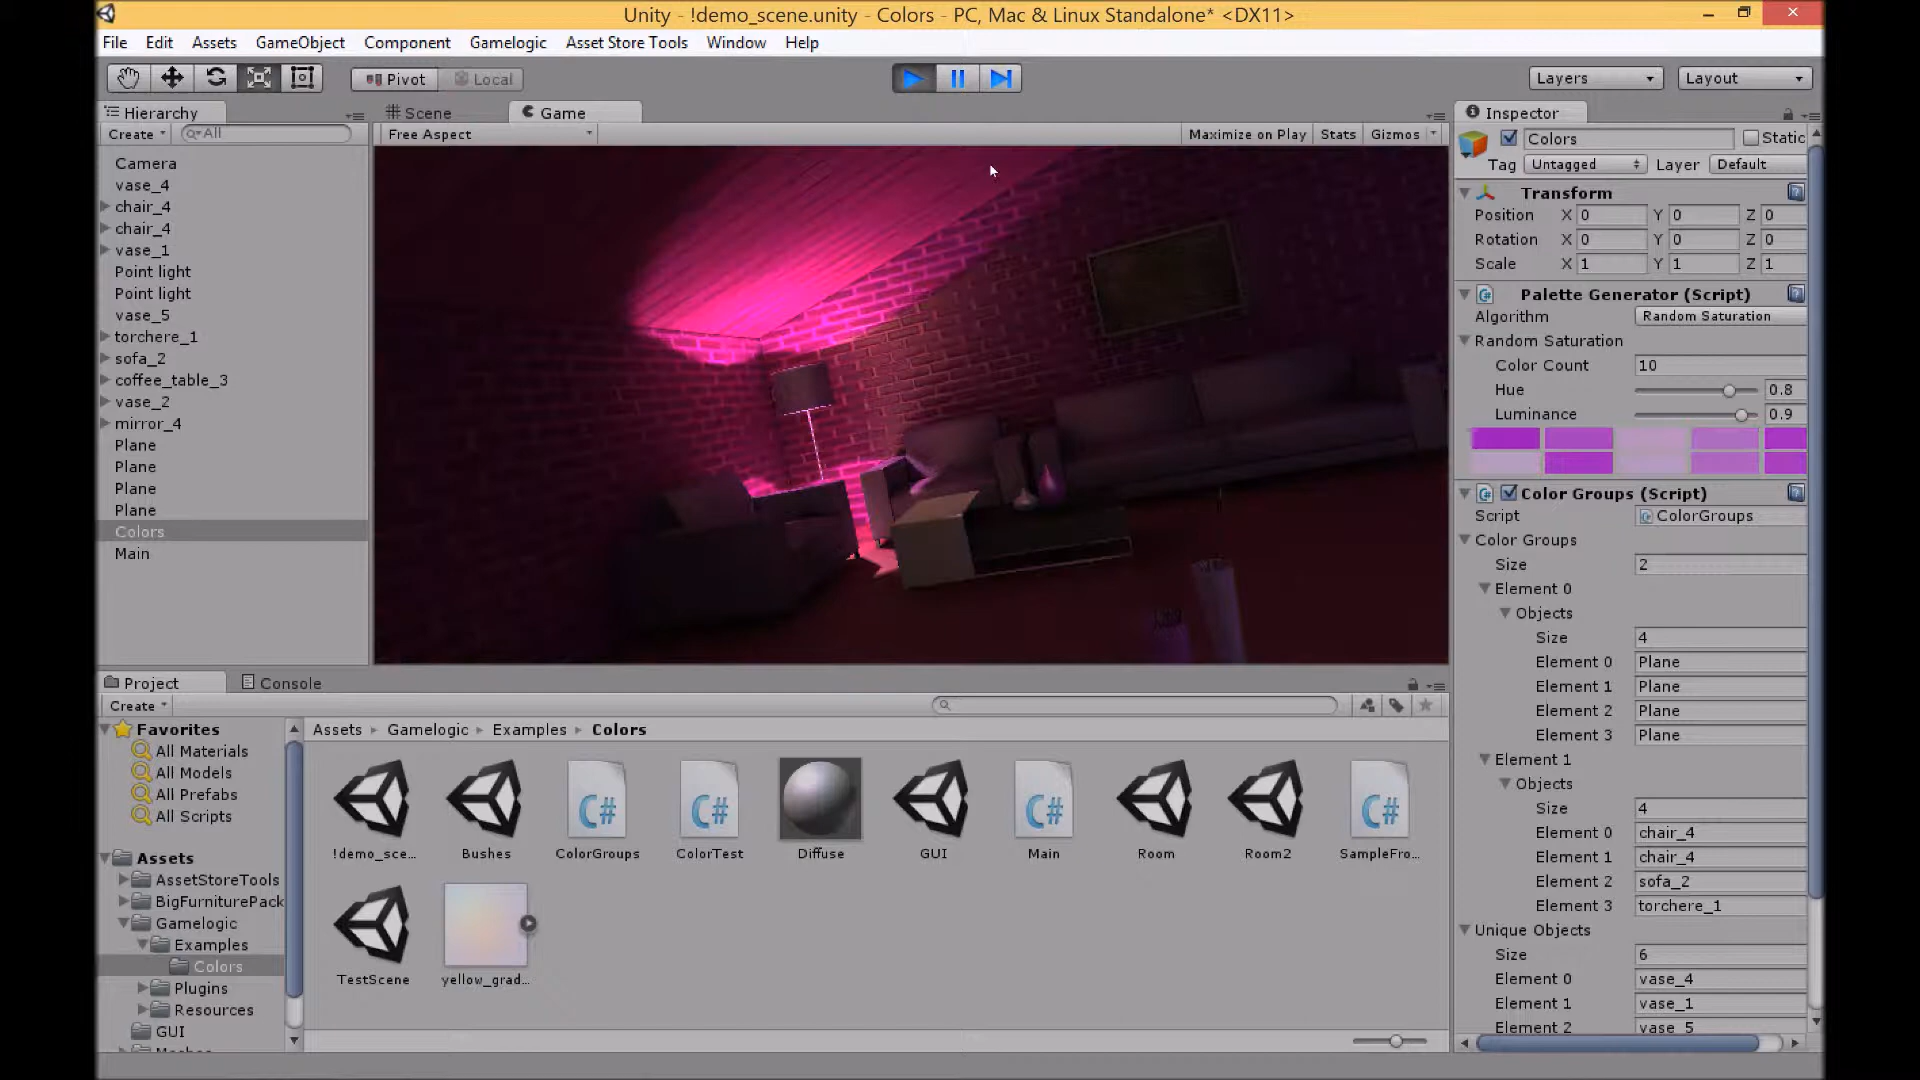 Unity - !demo_scene.unity - Colors - PC, Mac & Linux Standalone* <DX11>
File Edit Assets GameObject Component Gamelogic Asset Store Tools Window Help
Pivot Local
Layers Layout
Hierarchy
Create All
Camera
vase_4
chair_4
chair_4
vase_1
Point light
Point light
vase_5
torchere_1
sofa_2
coffee_table_3
vase_2
mirror_4
Plane
Plane
Plane
Plane
Colors
Main
Scene Game
Free Aspect Maximize on Play Stats Gizmos
Inspector
Colors Static
Tag Untagged Layer Default
Transform
Position X 0 Y 0 Z 0
Rotation X 0 Y 0 Z 0
Scale X 1 Y 1 Z 1
Palette Generator (Script)
Algorithm Random Saturation
Random Saturation
Color Count 10
Hue 0.8
Luminance 0.9
Color Groups (Script)
Script ColorGroups
Color Groups
Size 2
Element 0
Objects
Size 4
Element 0 Plane
Element 1 Plane
Element 2 Plane
Element 3 Plane
Element 1
Objects
Size 4
Element 0 chair_4
Element 1 chair_4
Element 2 sofa_2
Element 3 torchere_1
Unique Objects
Size 6
Element 0 vase_4
Element 1 vase_1
Element 2 vase_5
Project Console
Create
Favorites
All Materials
All Models
All Prefabs
All Scripts
Assets
AssetStoreTools
BigFurniturePack
Gamelogic
Examples
Colors
Plugins
Resources
GUI
Assets Gamelogic Examples Colors
!demo_sce... Bushes C# ColorGroups C# ColorTest Diffuse GUI C# Main Room Room2 C# SampleFro...
TestScene yellow_grad...